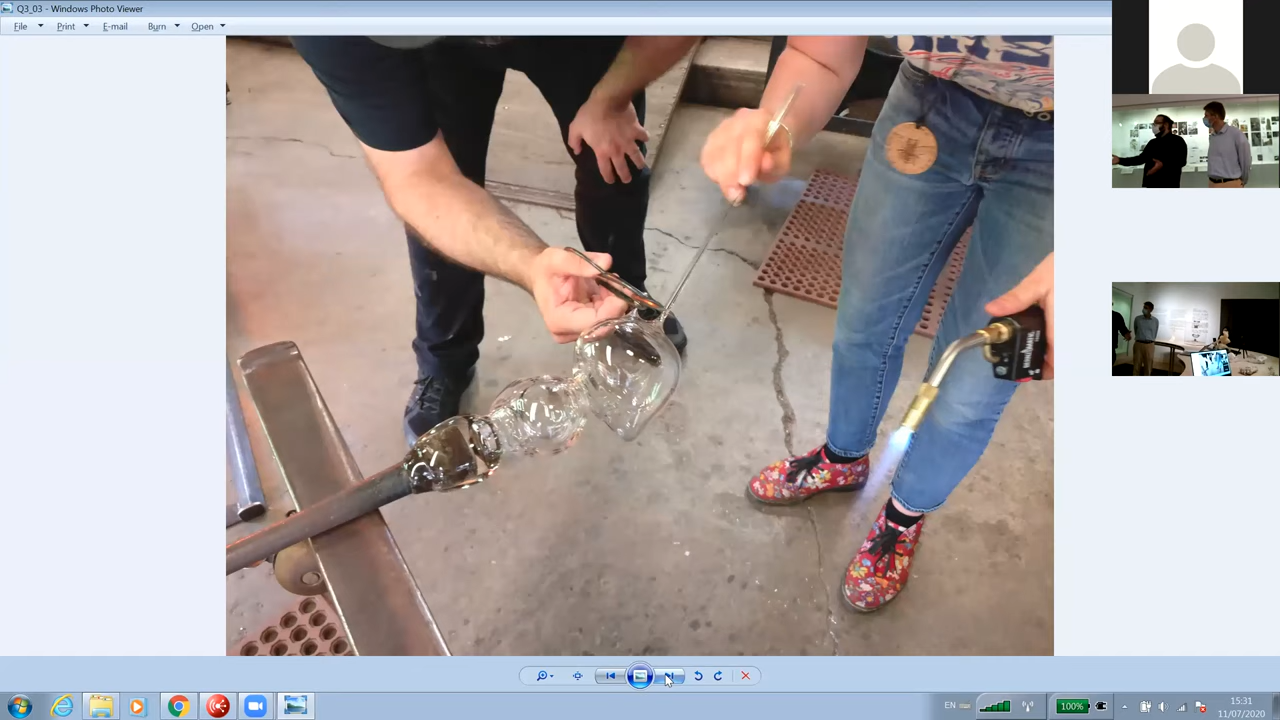 Q3_03 - Windows Photo Viewer
File Print E-mail Burn Open
EN
100%
15:31
11/07/2020